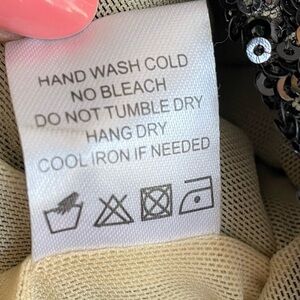 HAND WASH COLD
NO BLEACH
DO NOT TUMBLE DRY
HANG DRY
COOL IRON IF NEEDED